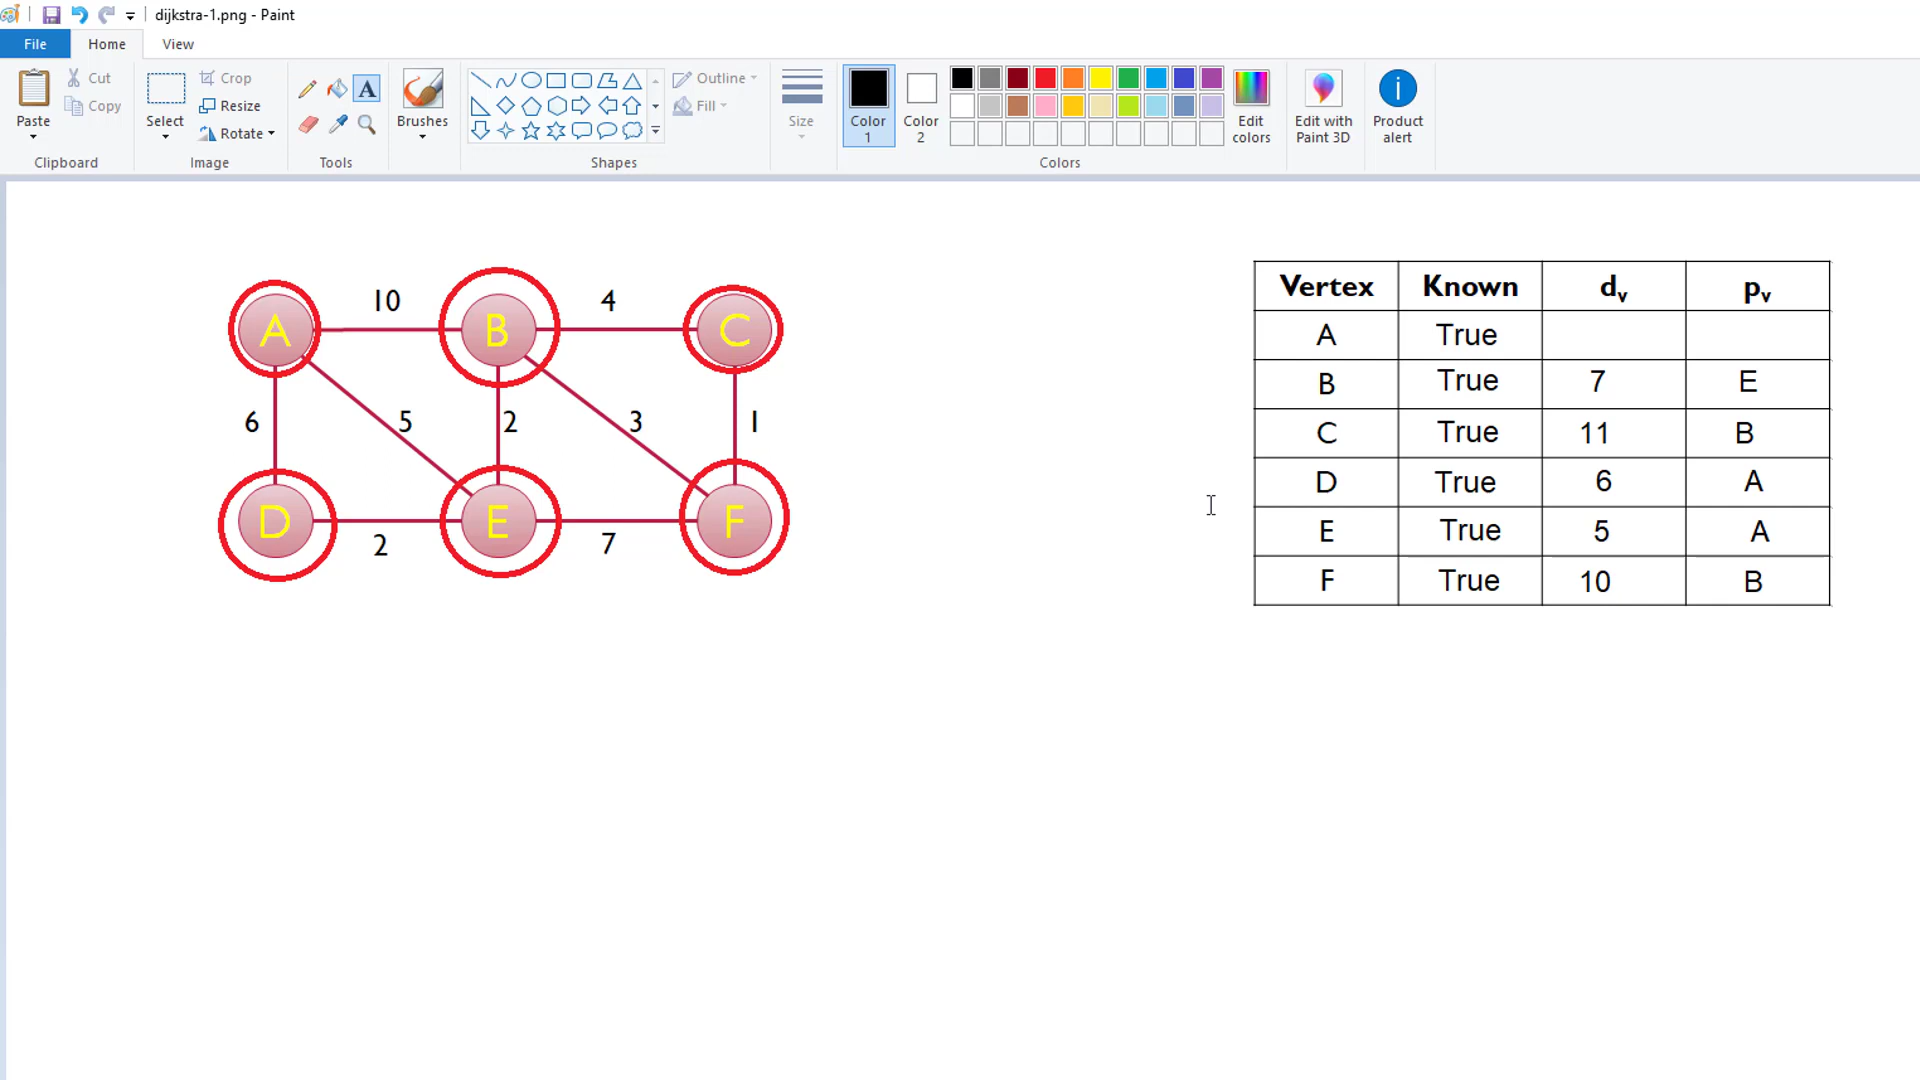 dijkstra-1.png - Paint
File Home View
Paste Cut Copy Select Crop Resize Rotate A Brushes Outline Fill Size Color 1 Color 2 Edit colors Edit with Paint 3D Product alert
Clipboard Image Tools Shapes Colors
A 10 B 4 C
6 5 2 3 1
D 2 E 7 F
Vertex Known dv pv
A True
B True 7 E
C True 11 B
D True 6 A
E True 5 A
F True 10 B